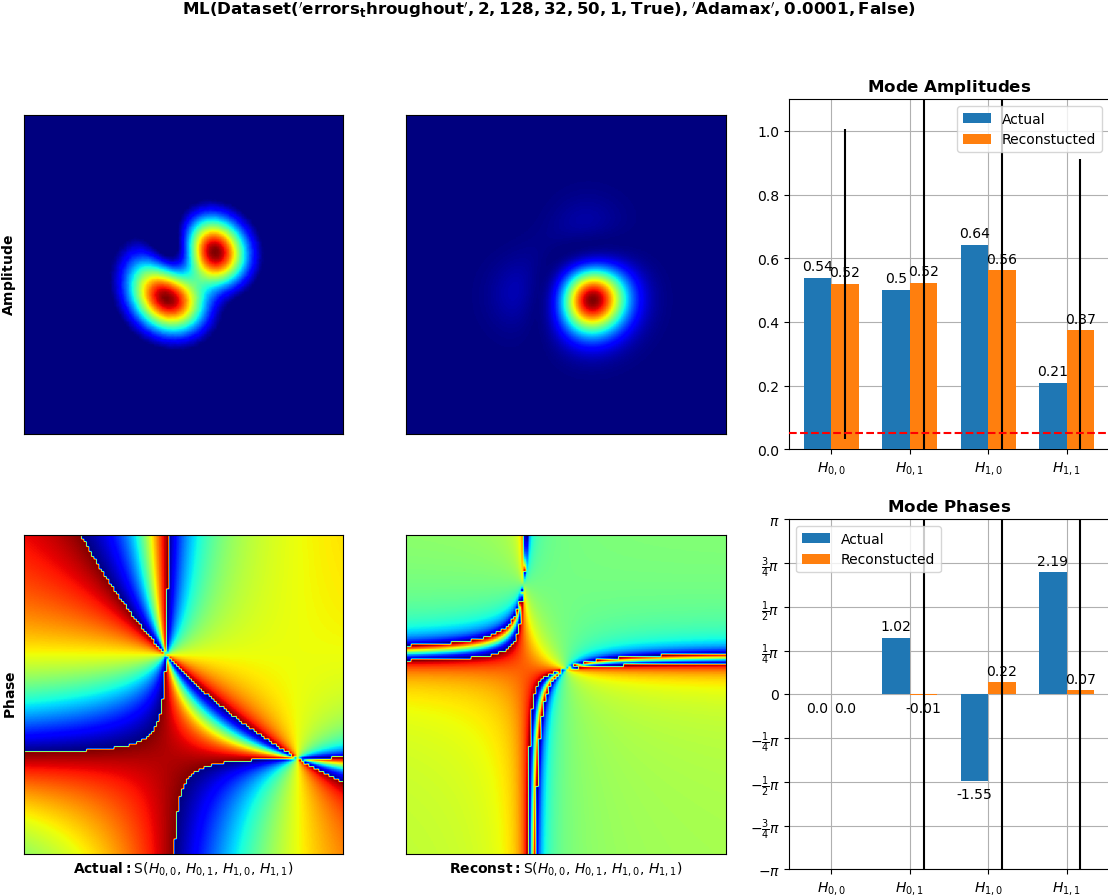 ML(Dataset('errors_throughout', 2, 128, 32, 50, 1, True), 'Adamax', 0.0001, False)
Amplitude
Mode Amplitudes
Actual
Reconstucted
1.0
0.8
0.6
0.4
0.2
0.0
0.54
0.52
0.5
0.52
0.64
0.56
0.21
0.37
H0,0
H0,1
H1,0
H1,1
Phase
Actual: S(H0,0, H0,1, H1,0, H1,1)
Reconst: S(H0,0, H0,1, H1,0, H1,1)
Mode Phases
Actual
Reconstucted
π
3/4π
1/2π
1/4π
0
−1/4π
−1/2π
−3/4π
−π
0.0
0.0
1.02
-0.01
-1.55
0.22
2.19
0.07
H0,0
H0,1
H1,0
H1,1